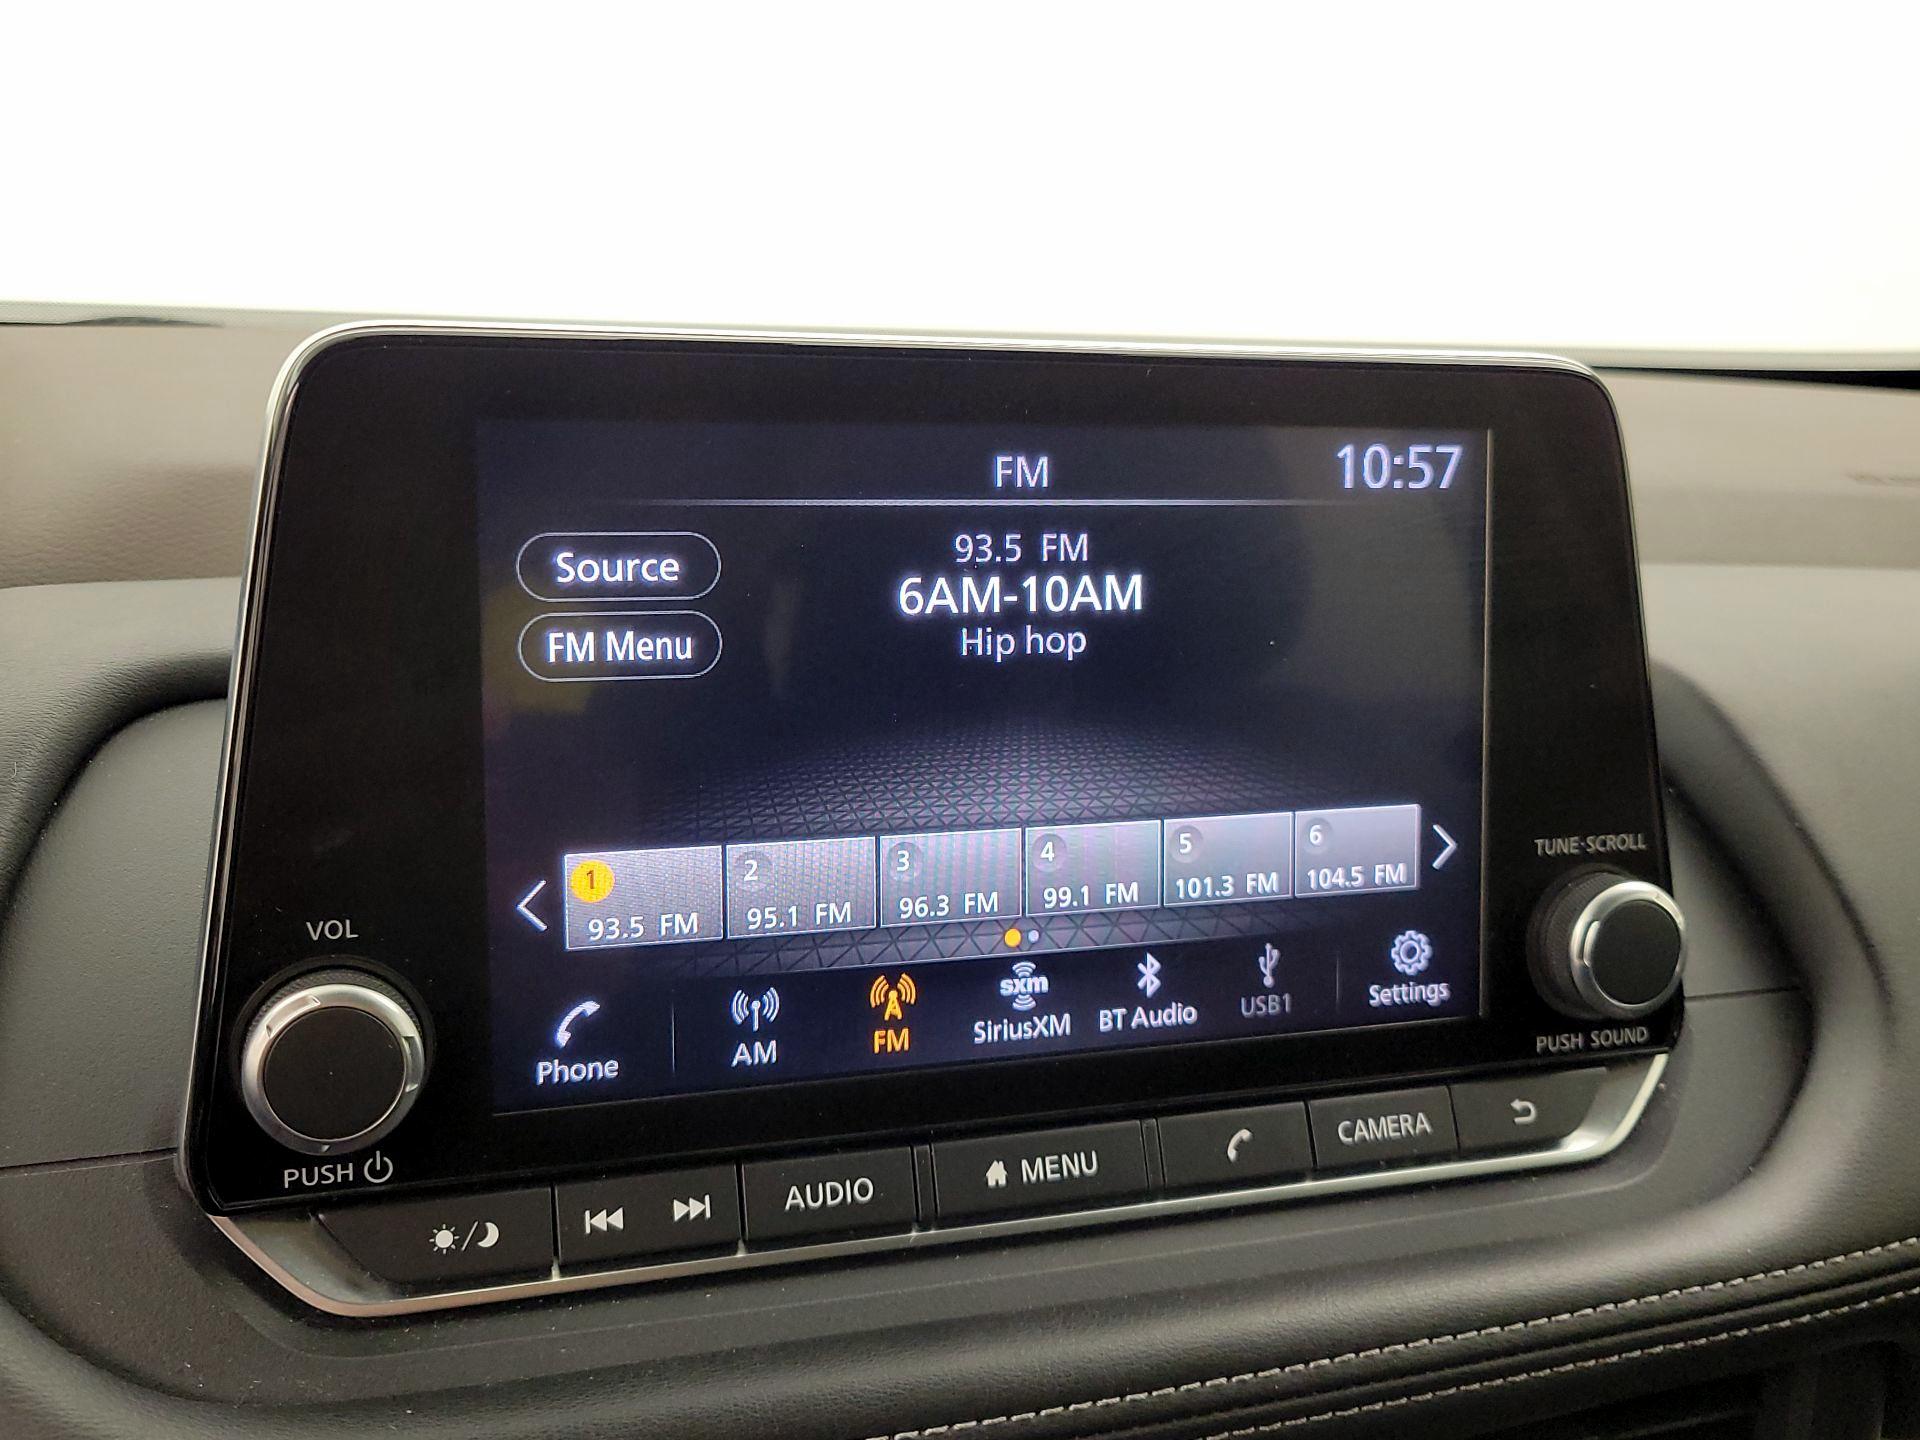 FM
10:57
Source
93.5 FM
6AM-10AM
FM Menu
Hip hop
1
93.5 FM
2
95.1 FM
3
96.3 FM
4
99.1 FM
5
101.3 FM
6
104.5 FM
Phone
AM
FM
sxm
SiriusXM
BT Audio
USB1
Settings
VOL
PUSH
TUNE·SCROLL
PUSH SOUND
AUDIO
MENU
CAMERA